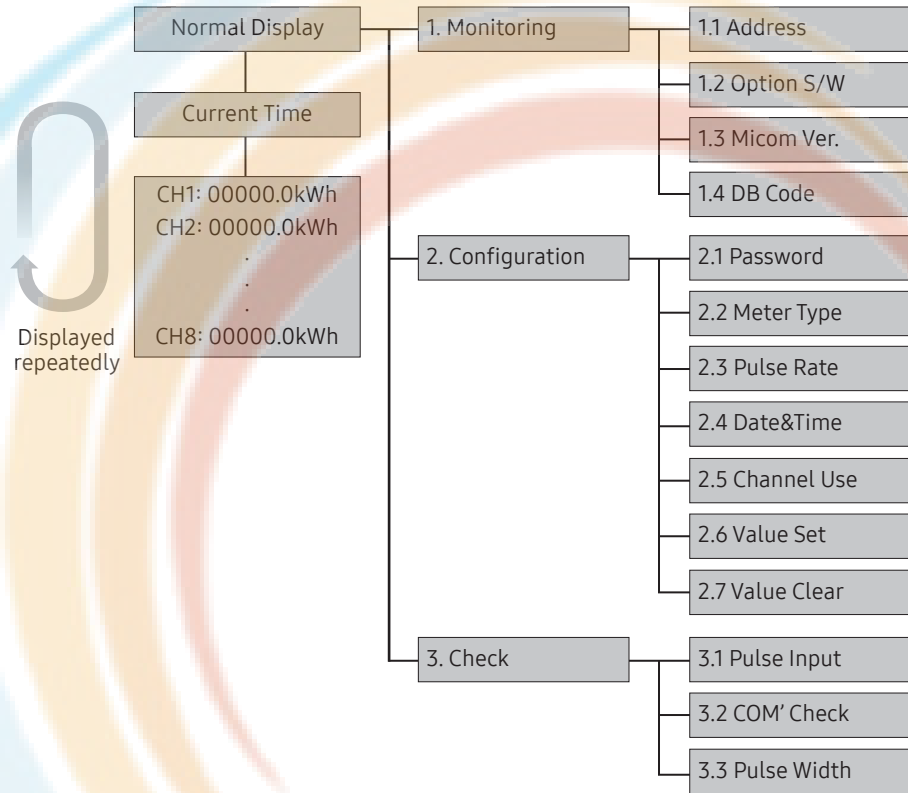 Normal Display
Current Time
CH1: 00000.0kWh
CH2: 00000.0kWh
.
.
.
CH8: 00000.0kWh
Displayed
repeatedly
1. Monitoring
1.1 Address
1.2 Option S/W
1.3 Micom Ver.
1.4 DB Code
2. Configuration
2.1 Password
2.2 Meter Type
2.3 Pulse Rate
2.4 Date&Time
2.5 Channel Use
2.6 Value Set
2.7 Value Clear
3. Check
3.1 Pulse Input
3.2 COM’ Check
3.3 Pulse Width